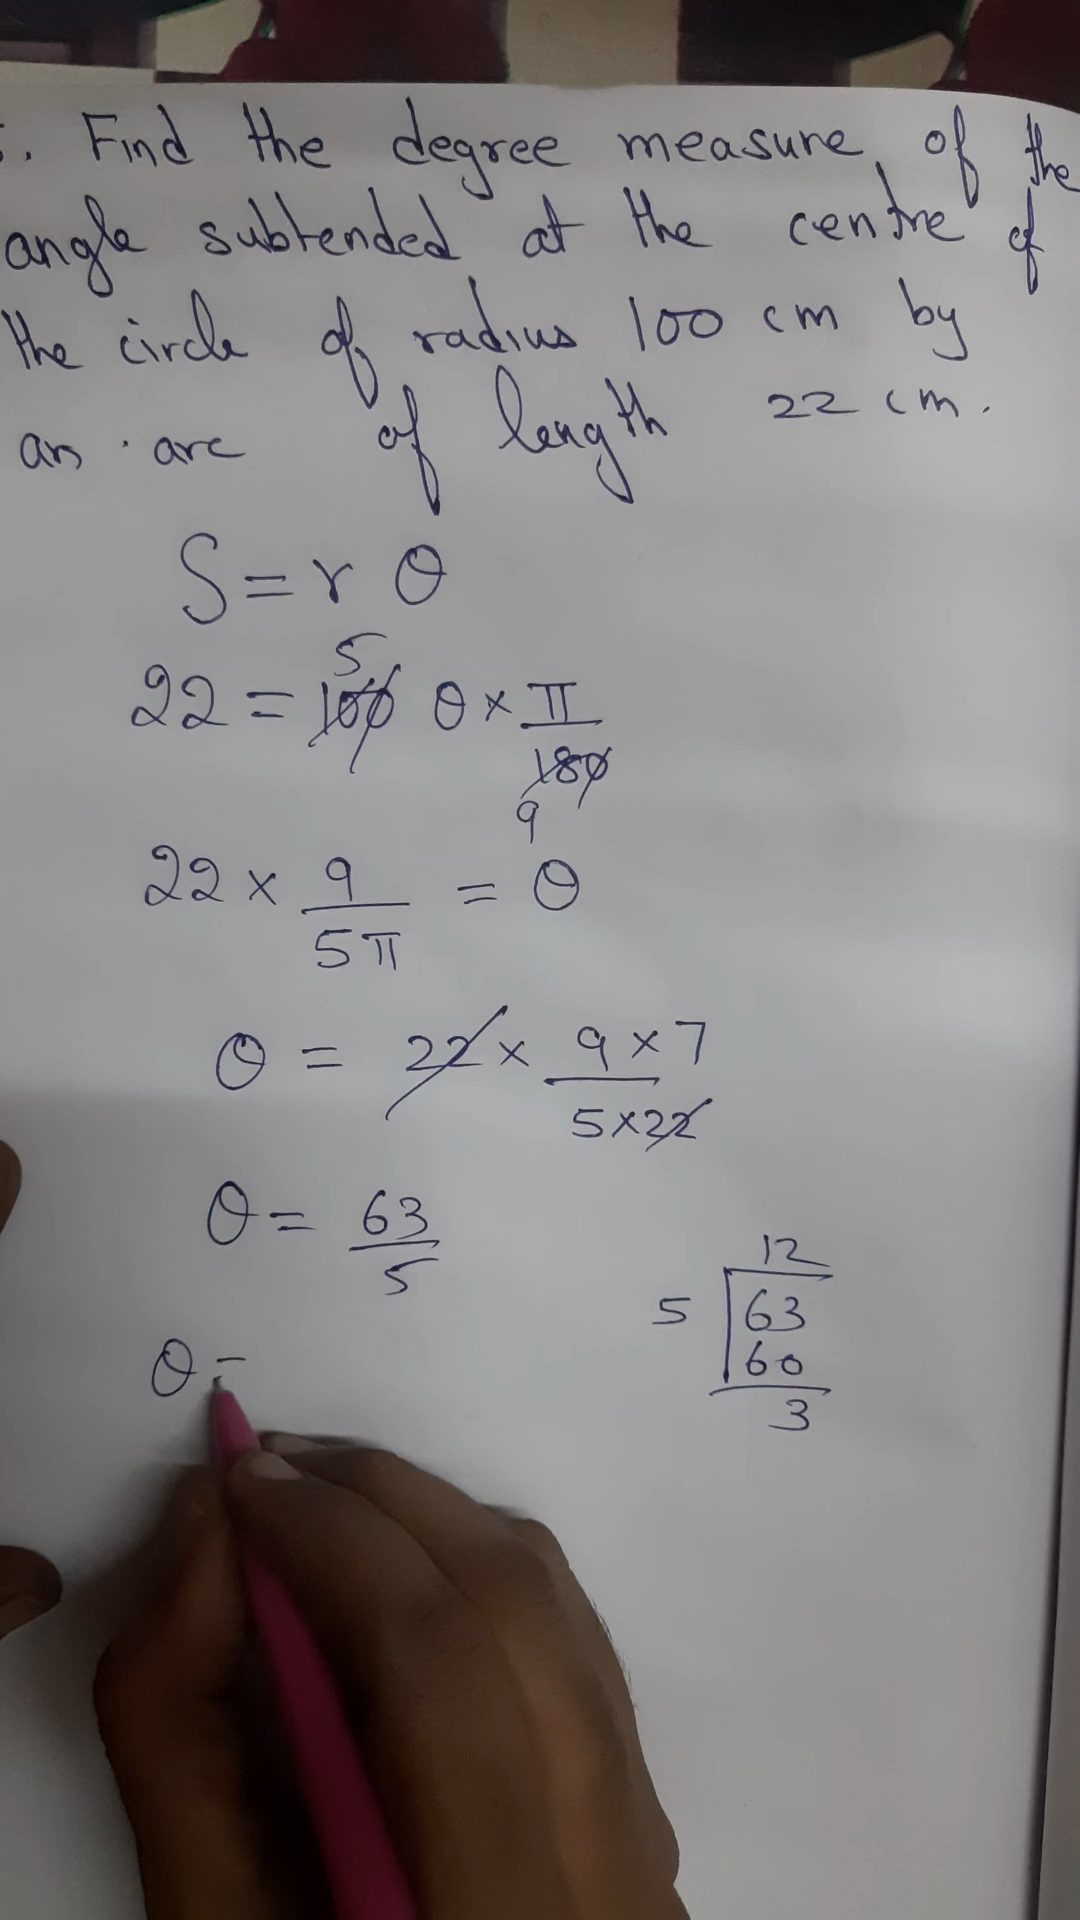 5. Find the degree measure of the
angle subtended at the centre of
the circle of radius 100 cm by
an arc of length 22 cm.
S = r θ
5
22 = 100 θ × π
180
9
22 × 9 = θ
5π
θ = 22 × 9 × 7
5 × 22
θ = 63
5
12
5 63
60
3
θ =